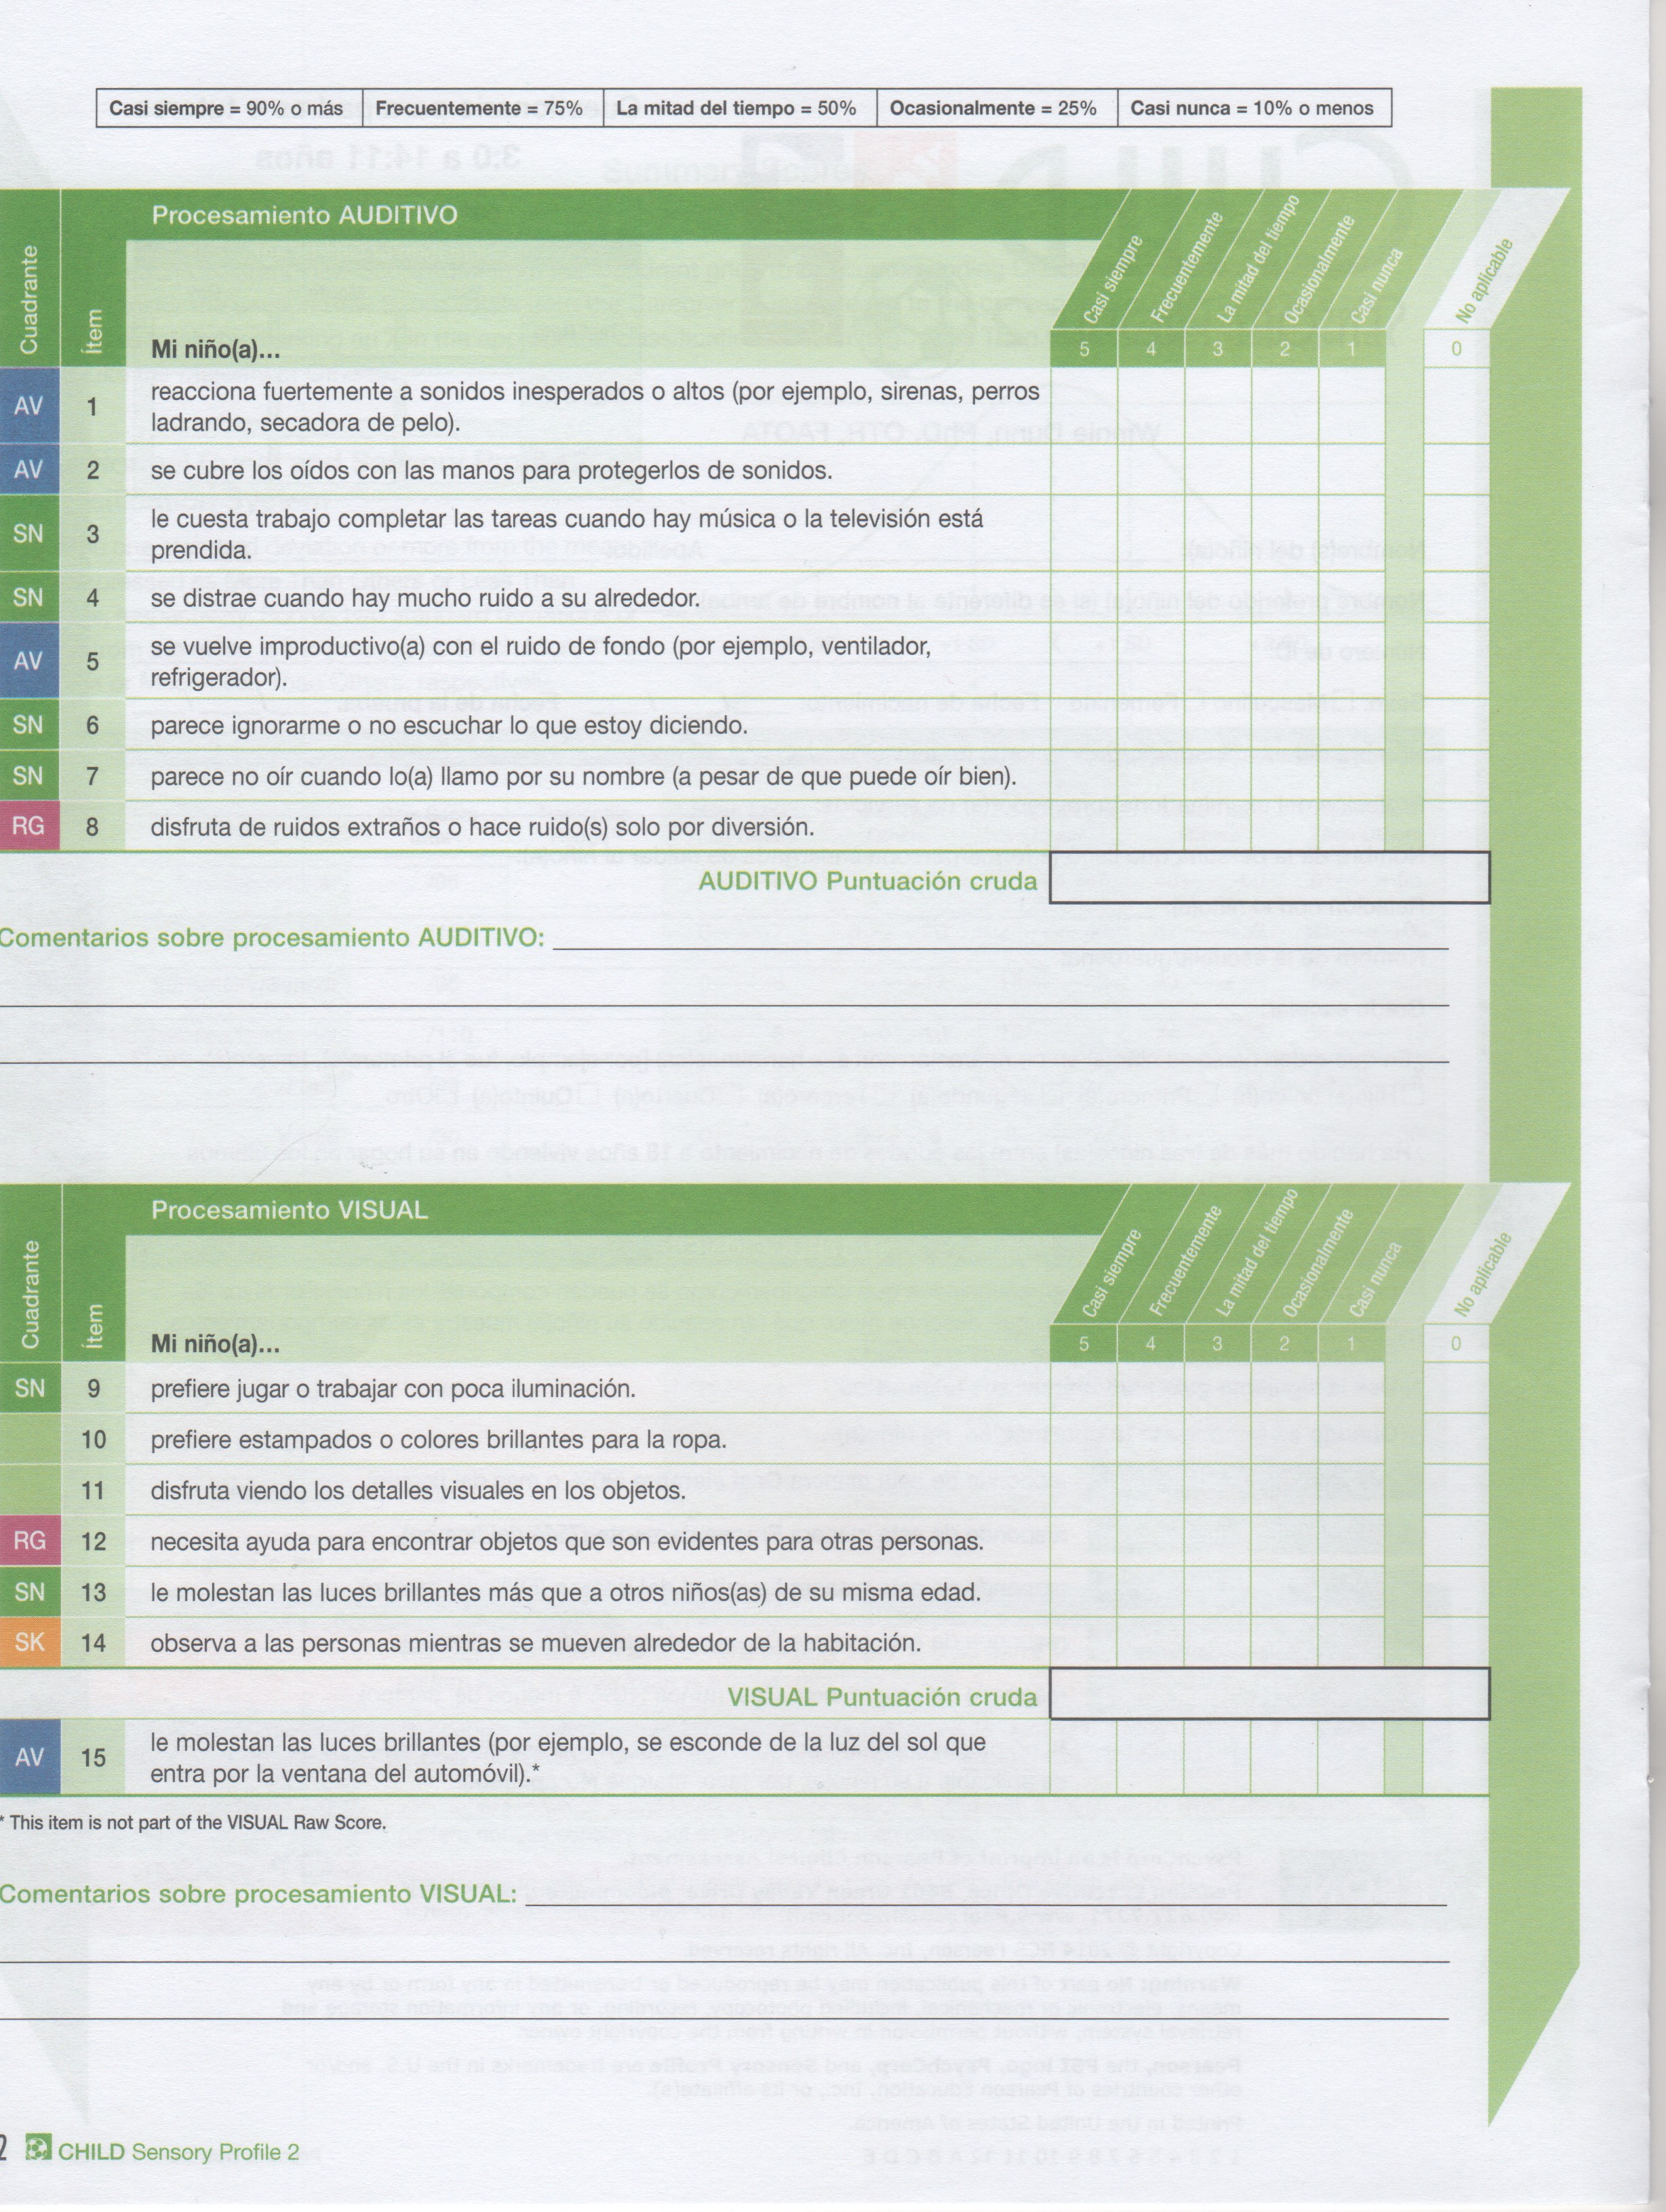 Casi siempre = 90% o más | Frecuentemente = 75% | La mitad del tiempo = 50% | Ocasionalmente = 25% | Casi nunca = 10% o menos
Procesamiento AUDITIVO
Cuadrante
Ítem
Mi niño(a)...
Casi siempre
Frecuentemente
La mitad del tiempo
Ocasionalmente
Casi nunca
No aplicable
5 4 3 2 1 0
AV 1 reacciona fuertemente a sonidos inesperados o altos (por ejemplo, sirenas, perros
ladrando, secadora de pelo).
AV 2 se cubre los oídos con las manos para protegerlos de sonidos.
SN 3 le cuesta trabajo completar las tareas cuando hay música o la televisión está
prendida.
SN 4 se distrae cuando hay mucho ruido a su alrededor.
AV 5 se vuelve improductivo(a) con el ruido de fondo (por ejemplo, ventilador,
refrigerador).
SN 6 parece ignorarme o no escuchar lo que estoy diciendo.
SN 7 parece no oír cuando lo(a) llamo por su nombre (a pesar de que puede oír bien).
RG 8 disfruta de ruidos extraños o hace ruido(s) solo por diversión.
AUDITIVO Puntuación cruda
Comentarios sobre procesamiento AUDITIVO:
Procesamiento VISUAL
Cuadrante
Ítem
Mi niño(a)...
Casi siempre
Frecuentemente
La mitad del tiempo
Ocasionalmente
Casi nunca
No aplicable
5 4 3 2 1 0
SN 9 prefiere jugar o trabajar con poca iluminación.
10 prefiere estampados o colores brillantes para la ropa.
11 disfruta viendo los detalles visuales en los objetos.
RG 12 necesita ayuda para encontrar objetos que son evidentes para otras personas.
SN 13 le molestan las luces brillantes más que a otros niños(as) de su misma edad.
SK 14 observa a las personas mientras se mueven alrededor de la habitación.
VISUAL Puntuación cruda
AV 15 le molestan las luces brillantes (por ejemplo, se esconde de la luz del sol que
entra por la ventana del automóvil).*
* This item is not part of the VISUAL Raw Score.
Comentarios sobre procesamiento VISUAL:
2 CHILD Sensory Profile 2